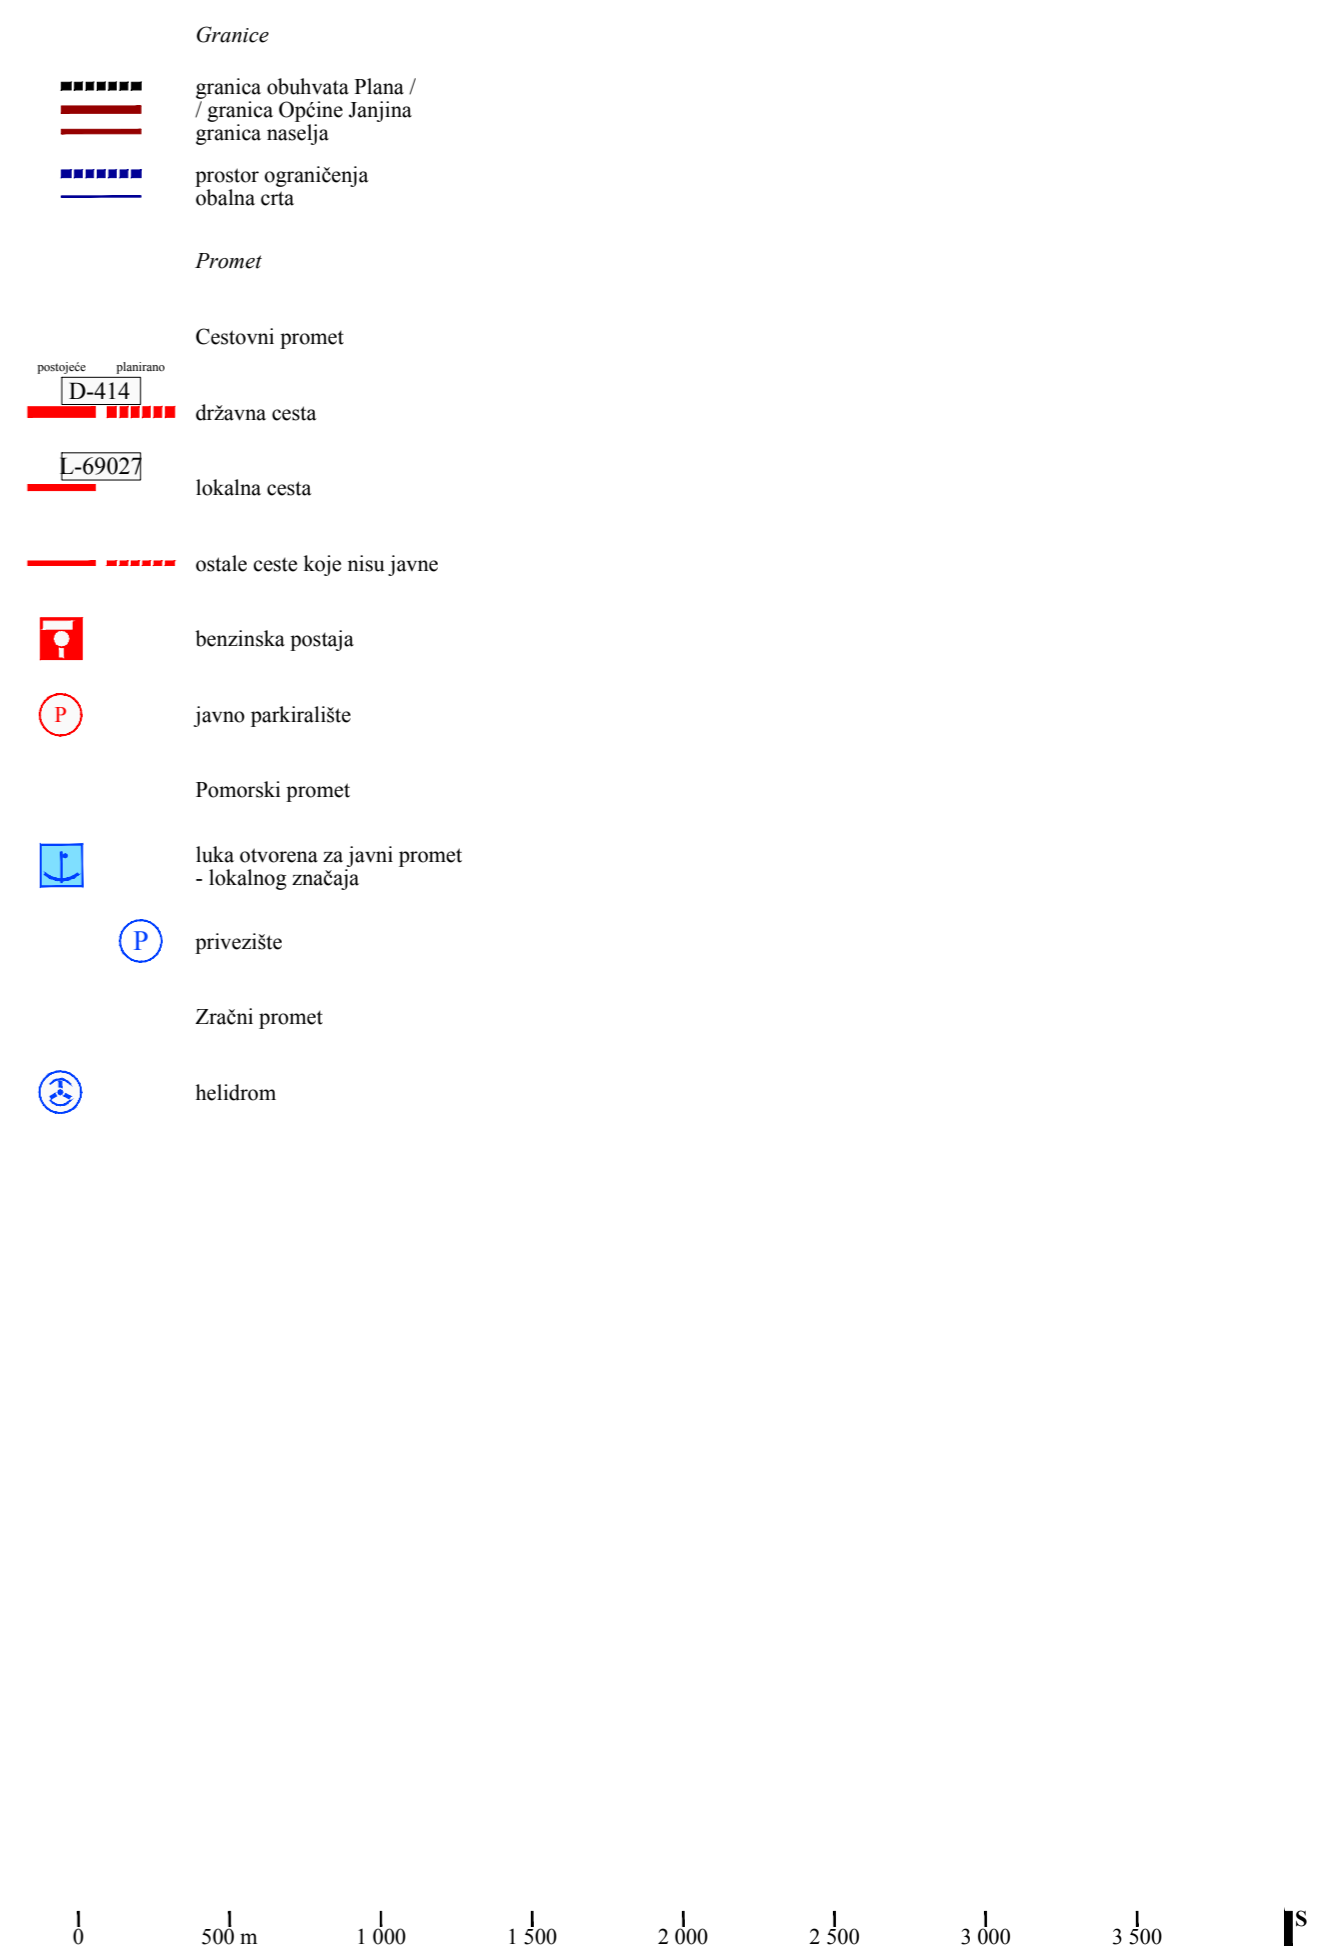 Granice
granica obuhvata Plana /
/ granica Općine Janjina
granica naselja
prostor ograničenja
obalna crta
Promet
Cestovni promet
postojeće planirano
D-414
državna cesta
L-69027
lokalna cesta
ostale ceste koje nisu javne
benzinska postaja
P javno parkiralište
Pomorski promet
luka otvorena za javni promet
- lokalnog značaja
P privezište
Zračni promet
helidrom
S
0 500 m 1 000 1 500 2 000 2 500 3 000 3 500